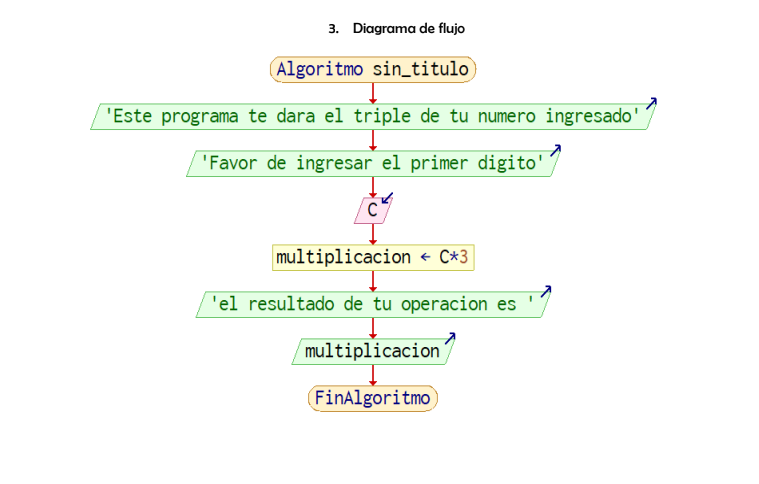 3. Diagrama de flujo
Algoritmo sin_titulo
'Este programa te dara el triple de tu numero ingresado'
'Favor de ingresar el primer digito'
C
multiplicacion ← C*3
'el resultado de tu operacion es '
multiplicacion
FinAlgoritmo